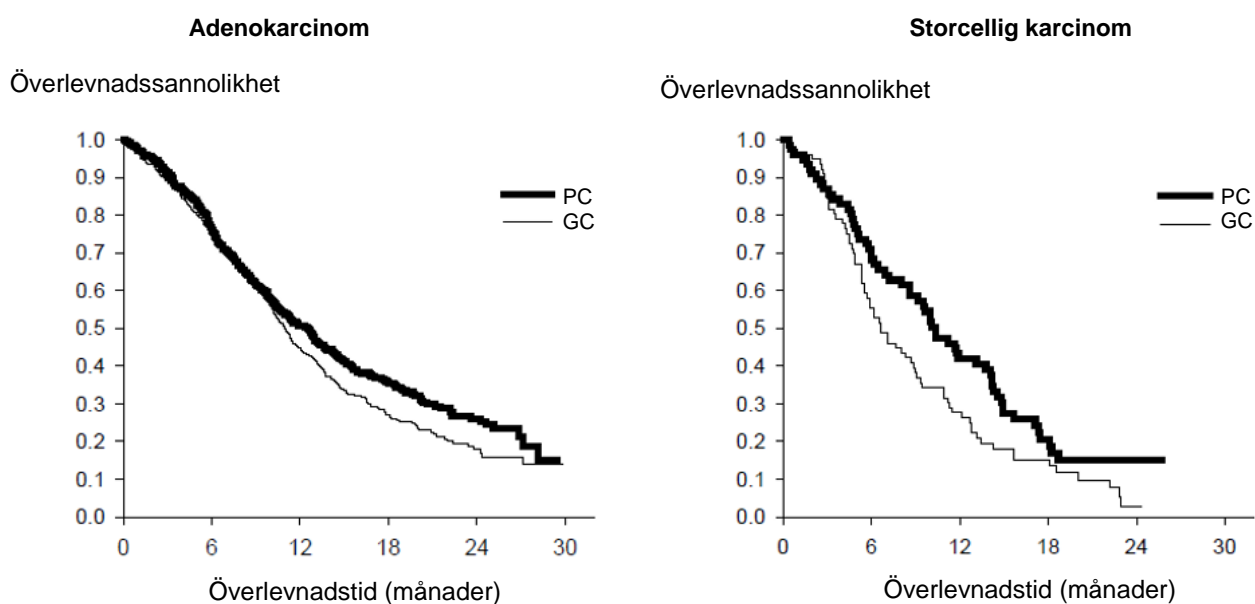 Adenokarcinom
Överlevnadssannolikhet
1.0
0.9
0.8
0.7
0.6
0.5
0.4
0.3
0.2
0.1
0.0
PC
GC
0 6 12 18 24 30
Överlevnadstid (månader)
Storcellig karcinom
Överlevnadssannolikhet
1.0
0.9
0.8
0.7
0.6
0.5
0.4
0.3
0.2
0.1
0.0
PC
GC
0 6 12 18 24 30
Överlevnadstid (månader)